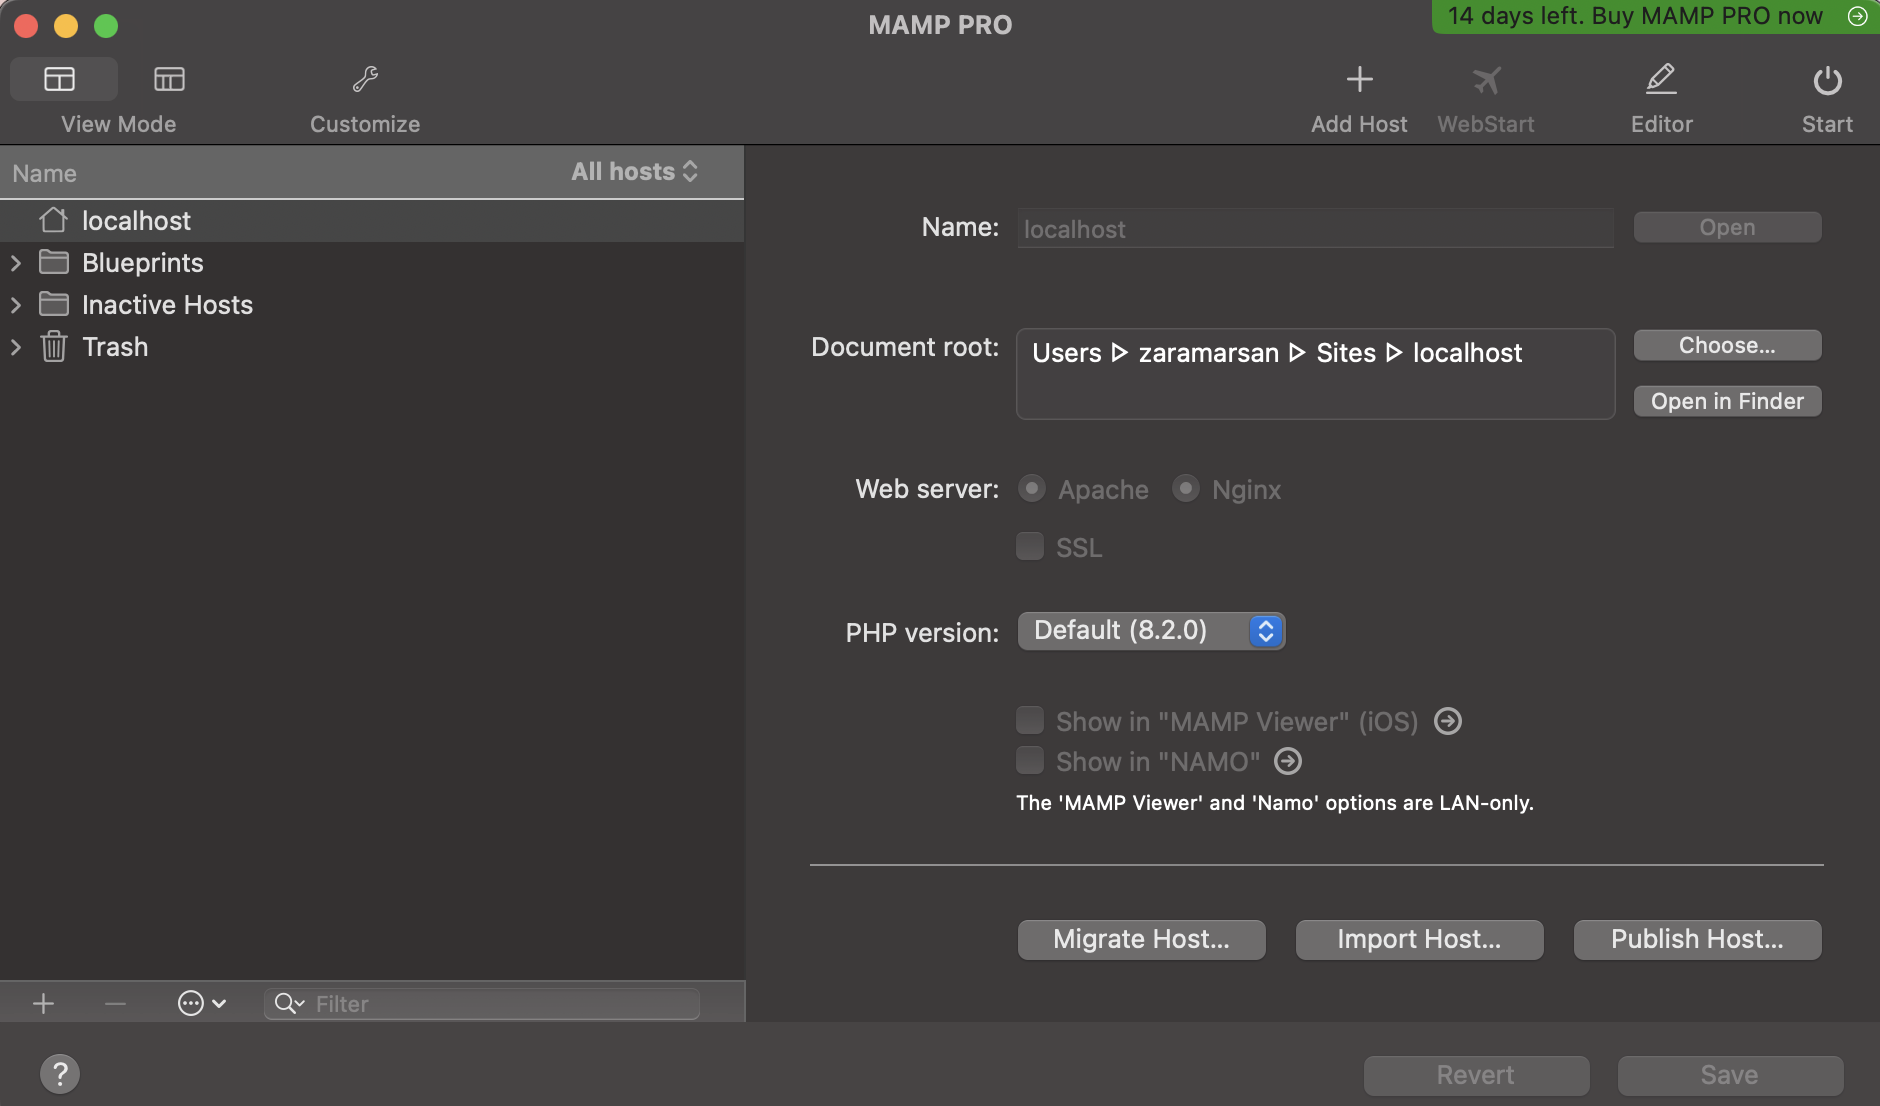 MAMP PRO
14 days left. Buy MAMP PRO now
View Mode
Customize
Add Host
WebStart
Editor
Start
Name
All hosts
localhost
Blueprints
Inactive Hosts
Trash
Filter
Name:
localhost
Open
Document root:
Users ▷ zaramarsan ▷ Sites ▷ localhost
Choose...
Open in Finder
Web server:
Apache
Nginx
SSL
PHP version:
Default (8.2.0)
Show in "MAMP Viewer" (iOS)
Show in "NAMO"
The 'MAMP Viewer' and 'Namo' options are LAN-only.
Migrate Host...
Import Host...
Publish Host...
?
Revert
Save